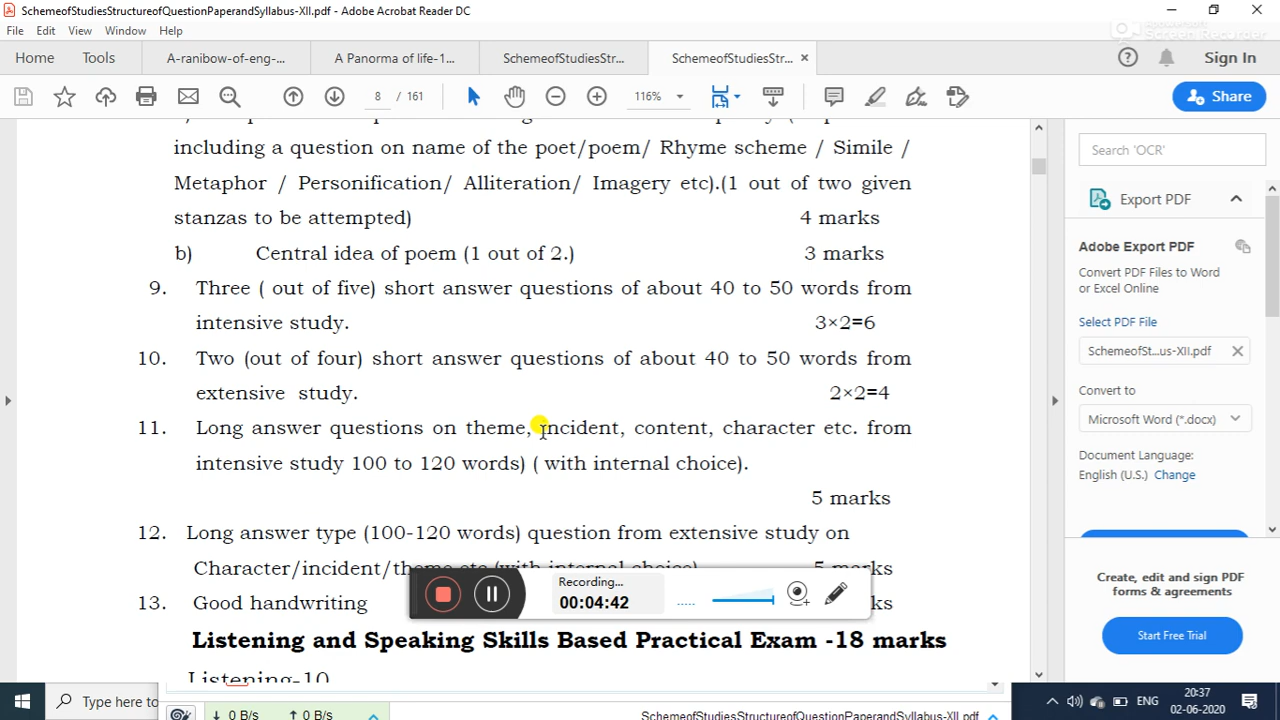 SchemeofStudiesStructureofQuestionPaperandSyllabus-XII.pdf - Adobe Acrobat Reader DC
File Edit View Window Help
Screen Recorder
Home Tools A-ranibow-of-eng-... A Panorma of life-1... SchemeofStudiesStr... SchemeofStudiesStr... ×
Sign In
8 / 161 116% Share
including a question on name of the poet/poem/ Rhyme scheme / Simile /
Metaphor / Personification/ Alliteration/ Imagery etc).(1 out of two given
stanzas to be attempted) 4 marks
b) Central idea of poem (1 out of 2.) 3 marks
9. Three ( out of five) short answer questions of about 40 to 50 words from
intensive study. 3×2=6
10. Two (out of four) short answer questions of about 40 to 50 words from
extensive study. 2×2=4
11. Long answer questions on theme, incident, content, character etc. from
intensive study 100 to 120 words) ( with internal choice).
5 marks
12. Long answer type (100-120 words) question from extensive study on
Character/incident/theme etc (with internal choice) 5 marks
13. Good handwriting
Listening and Speaking Skills Based Practical Exam -18 marks
Listening-10
Recording...
00:04:42
Search 'OCR'
Export PDF
Adobe Export PDF
Convert PDF Files to Word
or Excel Online
Select PDF File
SchemeofSt...us-XII.pdf
Convert to
Microsoft Word (*.docx)
Document Language:
English (U.S.) Change
Create, edit and sign PDF
forms & agreements
Start Free Trial
Type here to
0 B/s 0 B/s
SchemeofStudiesStructureofQuestionPaperandSyllabus-XII.pdf
ENG
20:37
02-06-2020